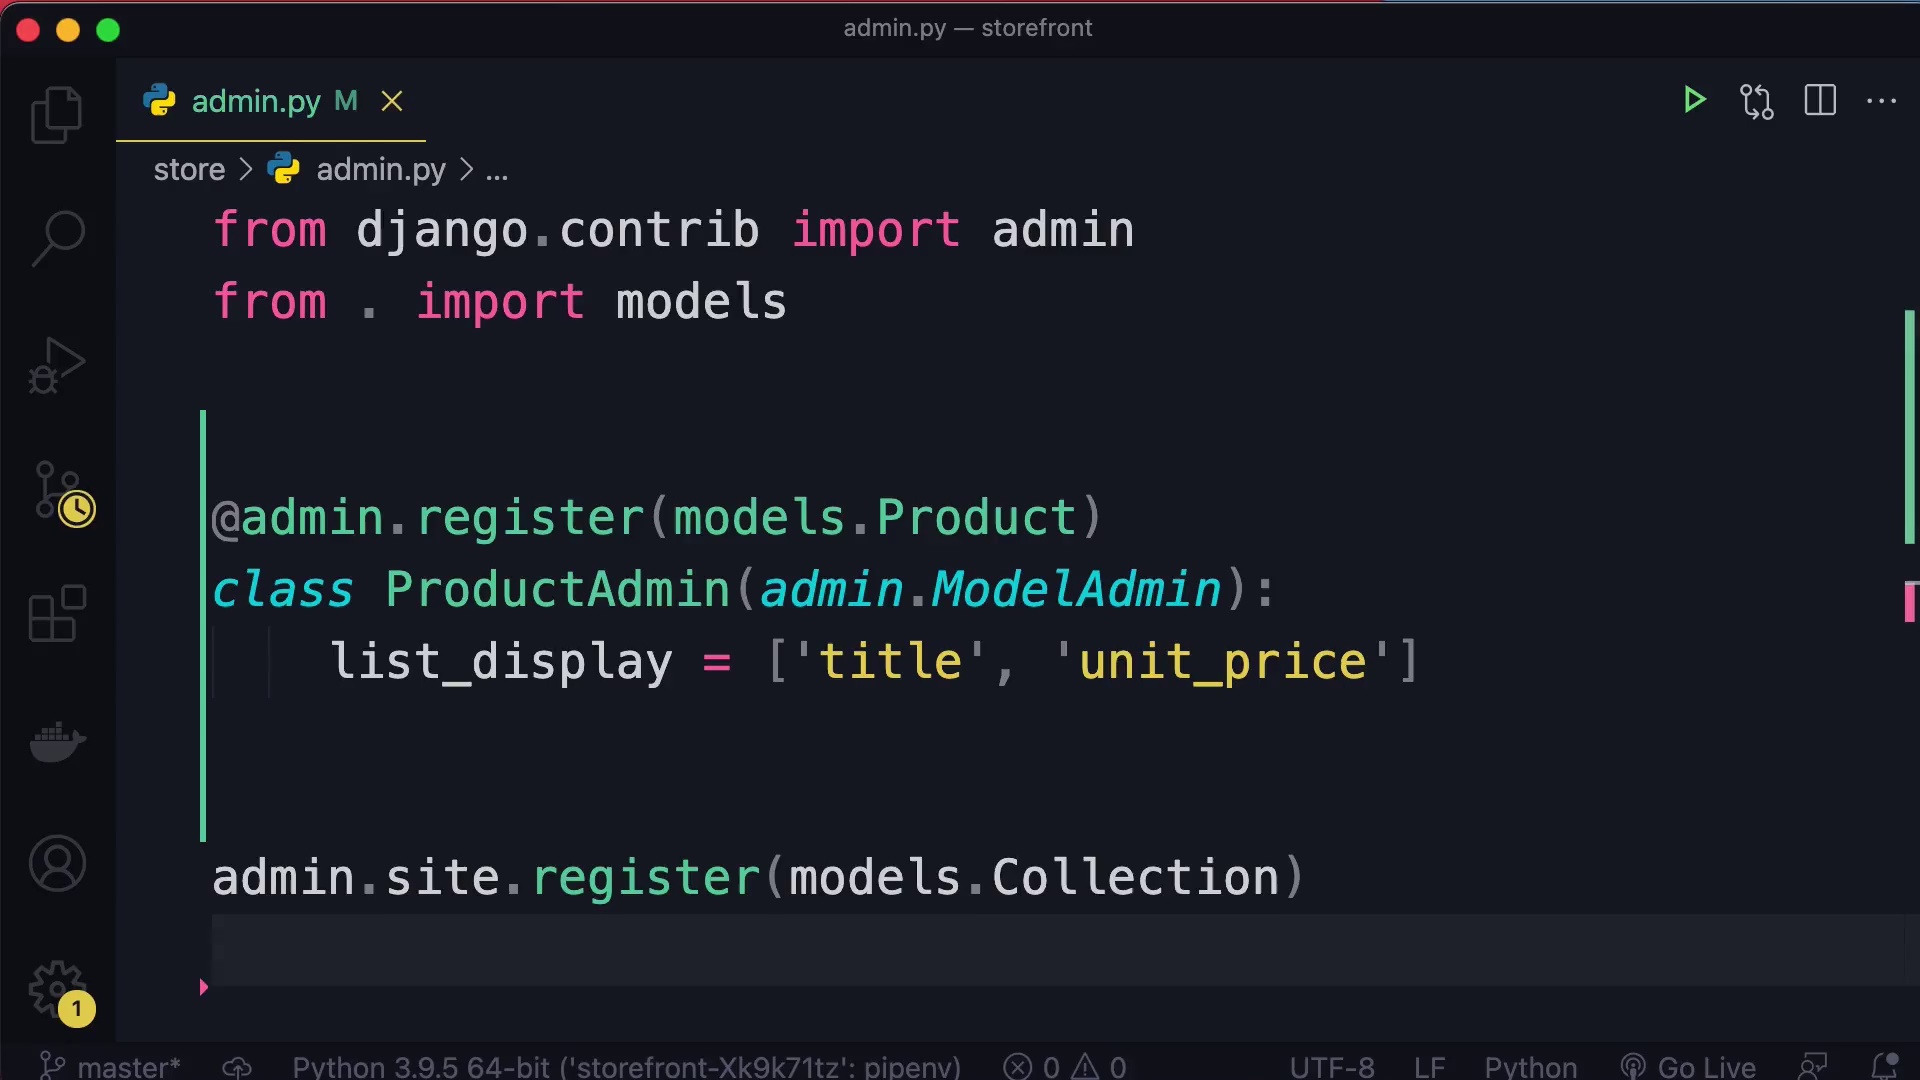 admin.py — storefront
admin.py M
store > admin.py > ...
from django.contrib import admin
from . import models
@admin.register(models.Product)
class ProductAdmin(admin.ModelAdmin):
    list_display = ['title', 'unit_price']
admin.site.register(models.Collection)
1
master* Python 3.9.5 64-bit ('storefront-Xk9k71tz': pipenv) 0 0 UTF-8 LF Python Go Live